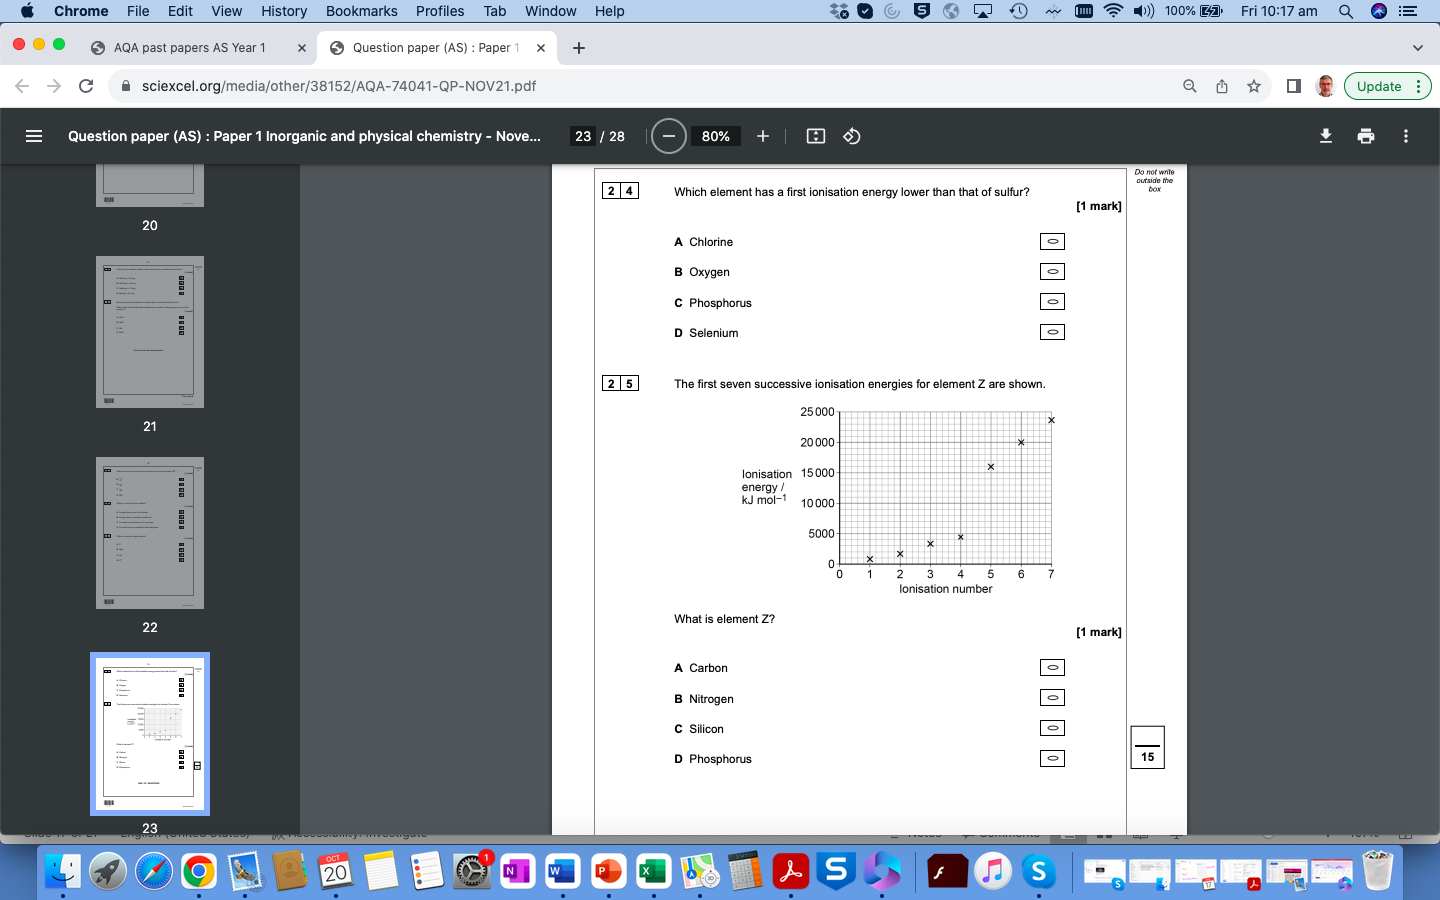 Chrome File Edit View History Bookmarks Profiles Tab Window Help 100% Fri 10:17 am
AQA past papers AS Year 1 Question paper (AS) : Paper 1
sciexcel.org/media/other/38152/AQA-74041-QP-NOV21.pdf Update
Question paper (AS) : Paper 1 Inorganic and physical chemistry - Nove... 23 / 28 80%
20
21
22
23
Do not write
outside the
box
2 4 Which element has a first ionisation energy lower than that of sulfur?
[1 mark]
A Chlorine
B Oxygen
C Phosphorus
D Selenium
2 5 The first seven successive ionisation energies for element Z are shown.
25 000
20 000
15 000
10 000
5000
0
Ionisation
energy /
kJ mol−1
0 1 2 3 4 5 6 7
Ionisation number
What is element Z?
[1 mark]
A Carbon
B Nitrogen
C Silicon
D Phosphorus
15
OCT
20
1